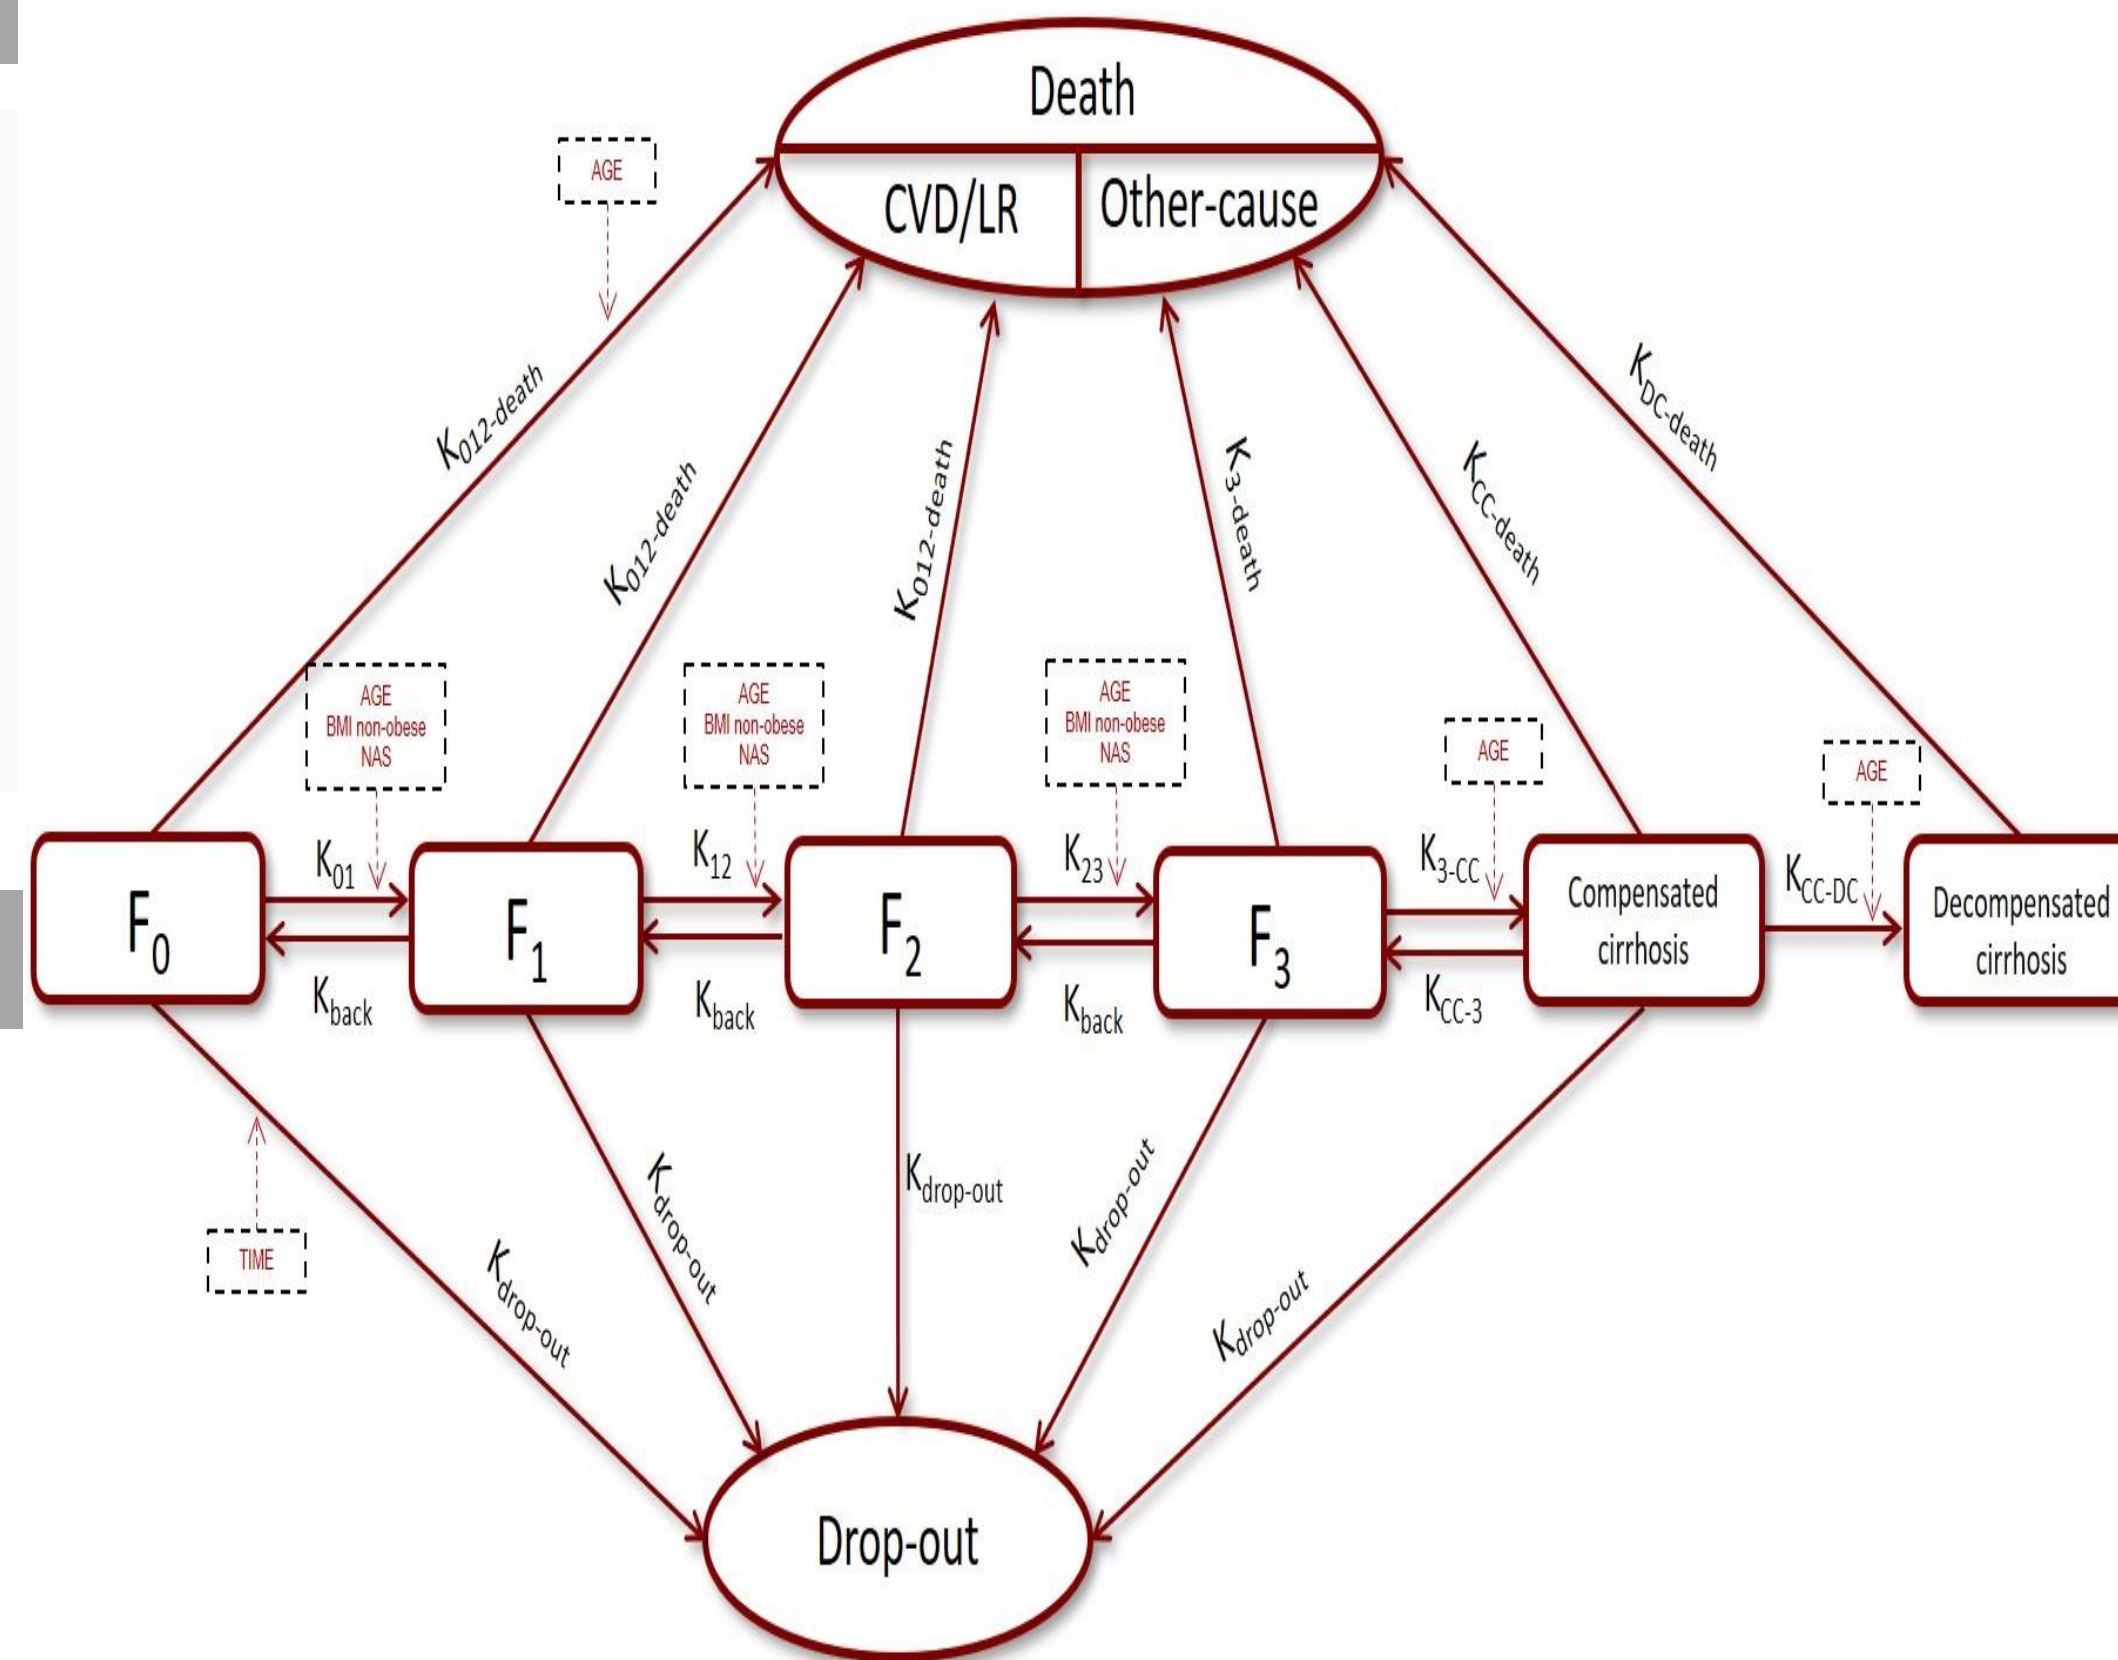 Death
CVD/LR
Other-cause
AGE
K012-death
K012-death
K012-death
K3-death
KCC-death
KDC-death
AGE
BMI non-obese
NAS
AGE
BMI non-obese
NAS
AGE
BMI non-obese
NAS
AGE
AGE
K01
K12
K23
K3-CC
KCC-DC
F0
F1
F2
F3
Compensated
cirrhosis
Decompensated
cirrhosis
Kback
Kback
Kback
KCC-3
TIME
Kdrop-out
Kdrop-out
Kdrop-out
Kdrop-out
Kdrop-out
Drop-out